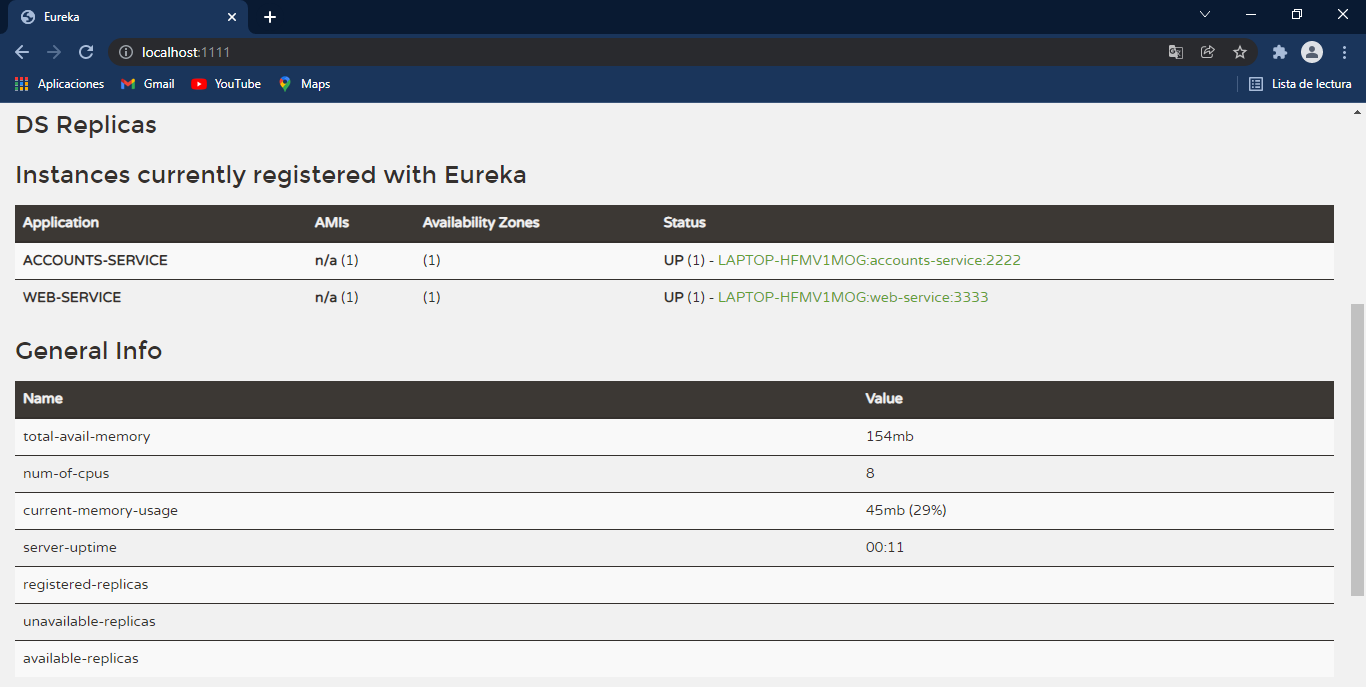 Eureka
localhost:1111
Aplicaciones Gmail YouTube Maps Lista de lectura
DS Replicas
Instances currently registered with Eureka
Application AMIs Availability Zones Status
ACCOUNTS-SERVICE n/a (1) (1) UP (1) - LAPTOP-HFMV1MOG:accounts-service:2222
WEB-SERVICE n/a (1) (1) UP (1) - LAPTOP-HFMV1MOG:web-service:3333
General Info
Name Value
total-avail-memory 154mb
num-of-cpus 8
current-memory-usage 45mb (29%)
server-uptime 00:11
registered-replicas
unavailable-replicas
available-replicas